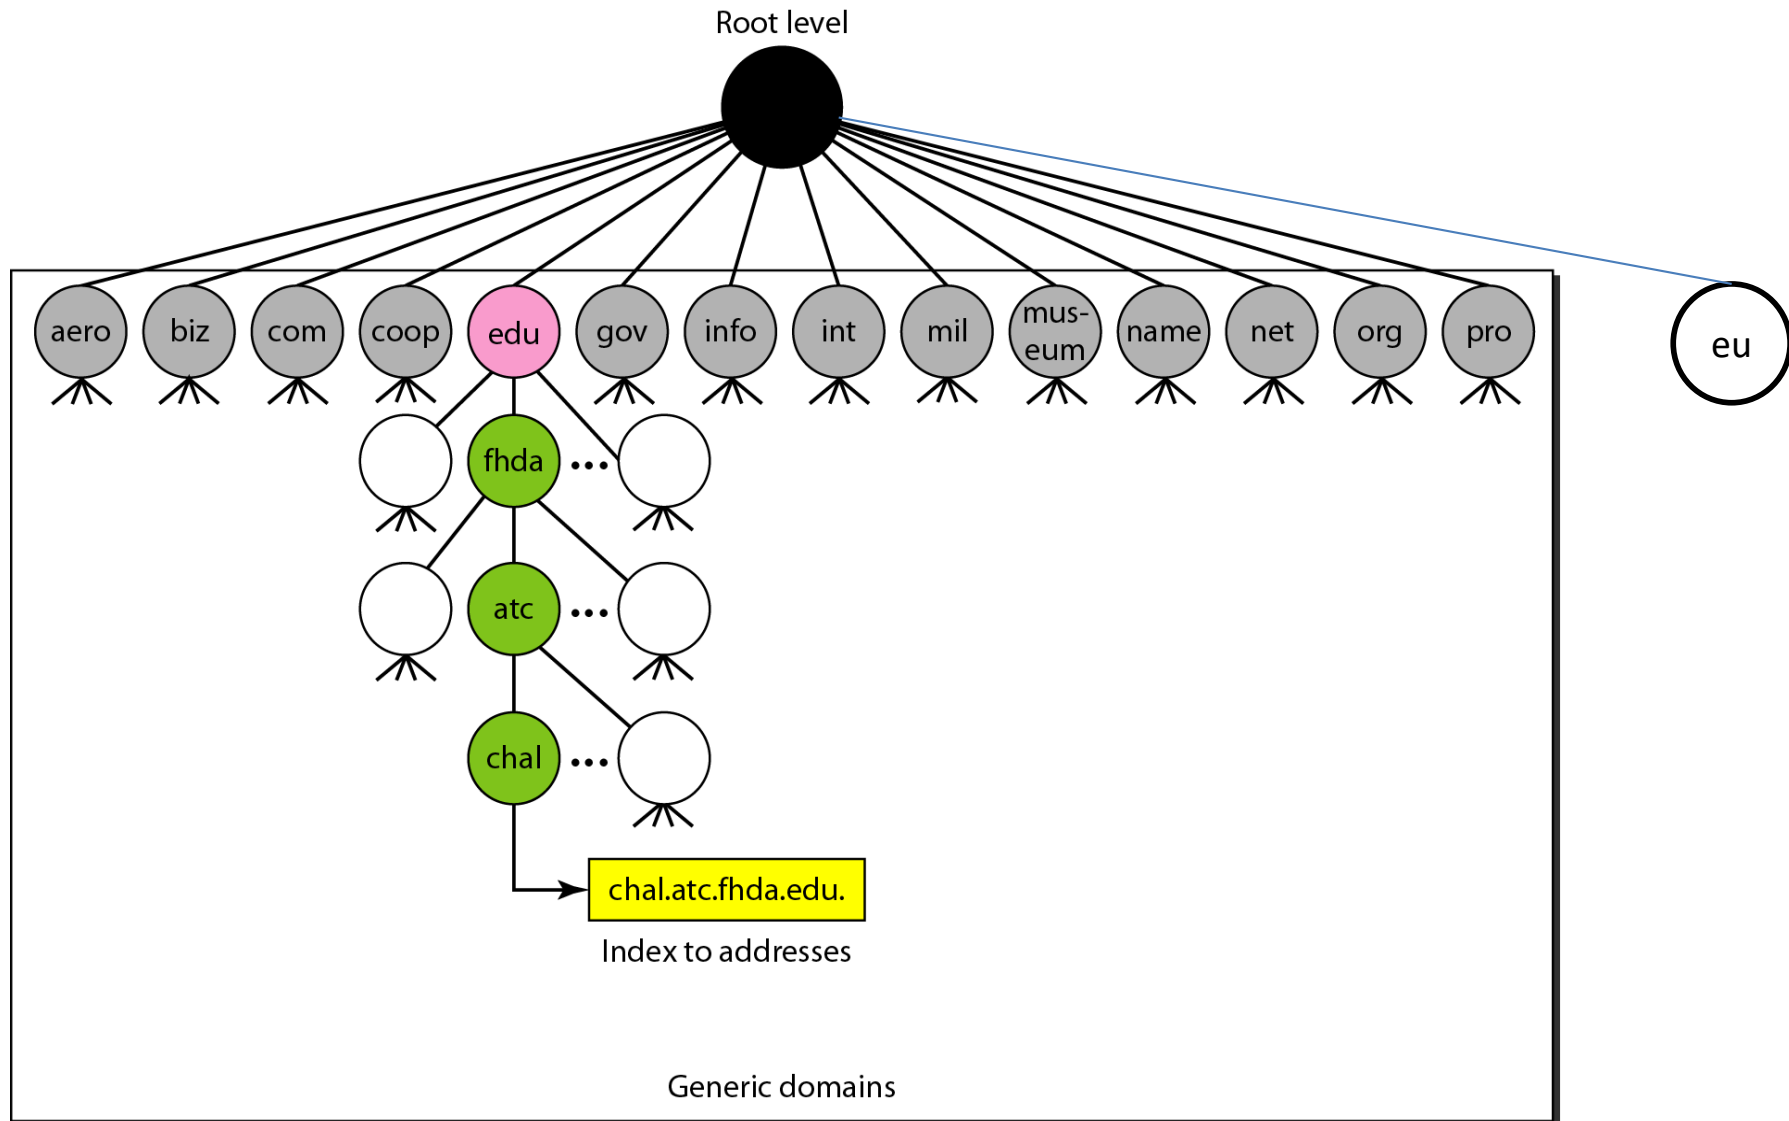 Root level
aero biz com coop edu gov info int mil mus-
eum name net org pro eu
fhda ...
atc ...
chal ...
chal.atc.fhda.edu.
Index to addresses
Generic domains